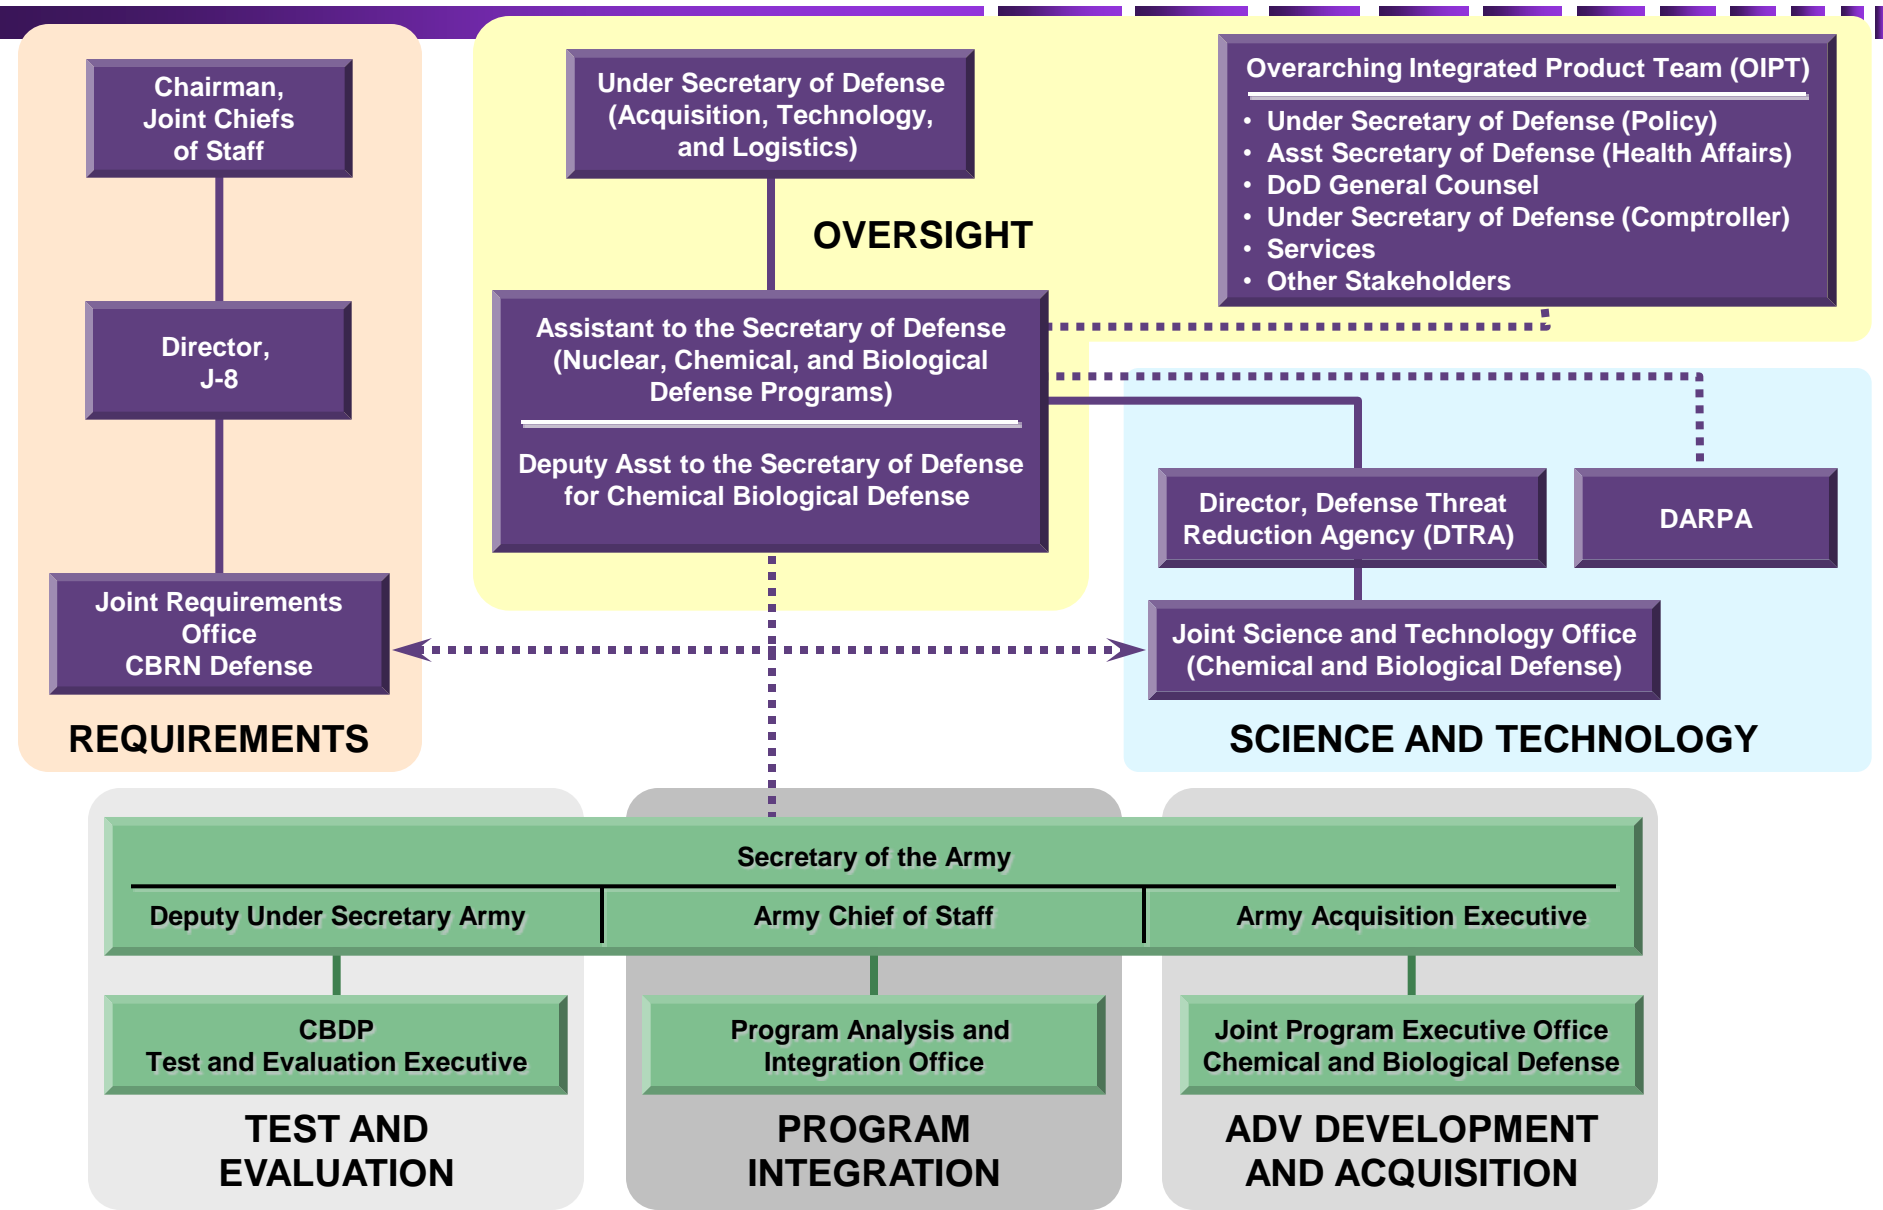 Chairman,
Joint Chiefs
of Staff
Director,
J-8
Joint Requirements
Office
CBRN Defense
REQUIREMENTS
Under Secretary of Defense
(Acquisition, Technology,
and Logistics)
OVERSIGHT
Overarching Integrated Product Team (OIPT)
• Under Secretary of Defense (Policy)
• Asst Secretary of Defense (Health Affairs)
• DoD General Counsel
• Under Secretary of Defense (Comptroller)
• Services
• Other Stakeholders
Assistant to the Secretary of Defense
(Nuclear, Chemical, and Biological
Defense Programs)
Deputy Asst to the Secretary of Defense
for Chemical Biological Defense
Director, Defense Threat
Reduction Agency (DTRA)
DARPA
Joint Science and Technology Office
(Chemical and Biological Defense)
SCIENCE AND TECHNOLOGY
Secretary of the Army
Deputy Under Secretary Army
Army Chief of Staff
Army Acquisition Executive
CBDP
Test and Evaluation Executive
Program Analysis and
Integration Office
Joint Program Executive Office
Chemical and Biological Defense
TEST AND
EVALUATION
PROGRAM
INTEGRATION
ADV DEVELOPMENT
AND ACQUISITION